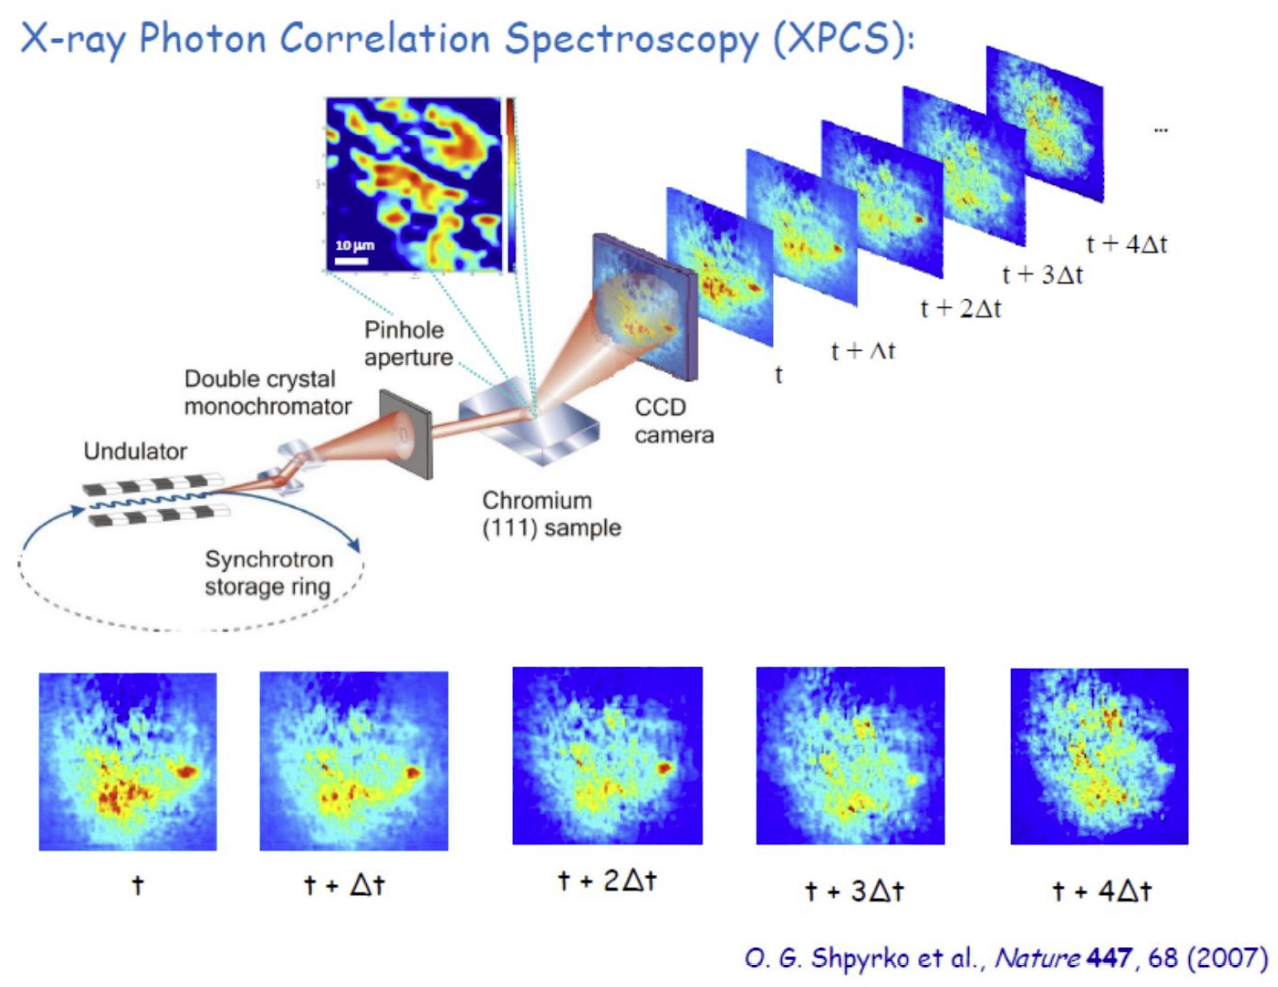 X-ray Photon Correlation Spectroscopy (XPCS):
...
10 µm
t + 4Δt
t + 3Δt
t + 2Δt
t + Δt
t
Pinhole
aperture
Double crystal
monochromator
CCD
camera
Undulator
Chromium
(111) sample
Synchrotron
storage ring
t
t + Δt
t + 2Δt
t + 3Δt
t + 4Δt
O. G. Shpyrko et al., Nature 447, 68 (2007)